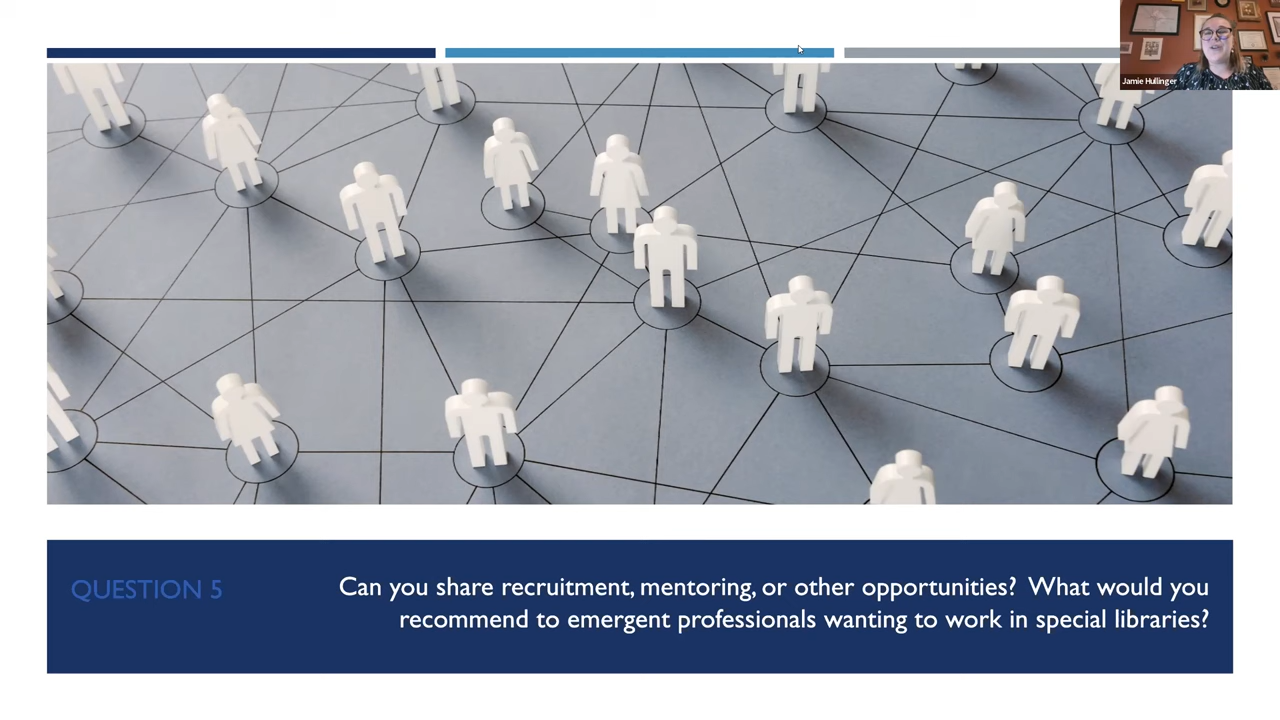 Jamie Hullinger
QUESTION 5
Can you share recruitment, mentoring, or other opportunities? What would you
recommend to emergent professionals wanting to work in special libraries?